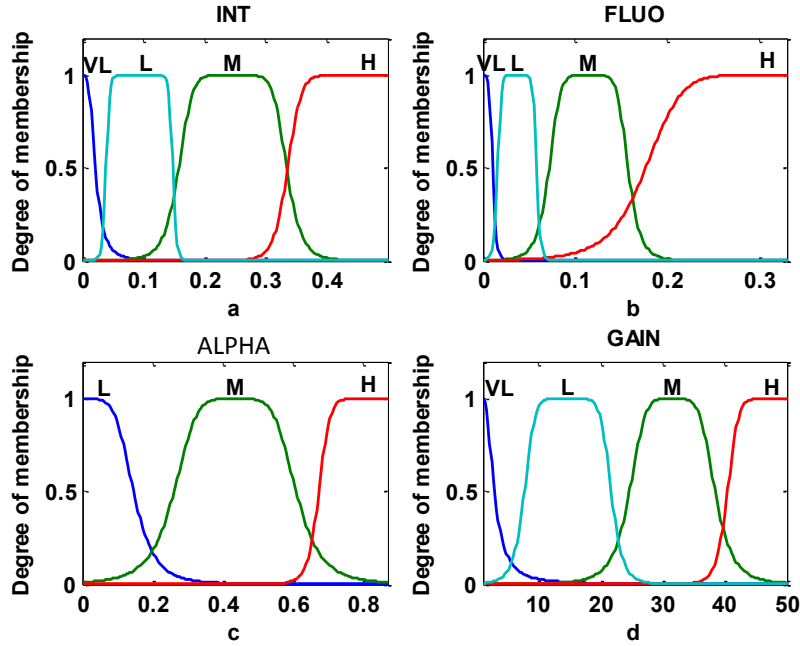 INT
VL L M H
Degree of membership
1
0.5
0
0 0.1 0.2 0.3 0.4
a
FLUO
VL L M H
Degree of membership
1
0.5
0
0 0.1 0.2 0.3
b
ALPHA
L M H
Degree of membership
1
0.5
0
0 0.2 0.4 0.6 0.8
c
GAIN
VL L M H
Degree of membership
1
0.5
0
10 20 30 40 50
d